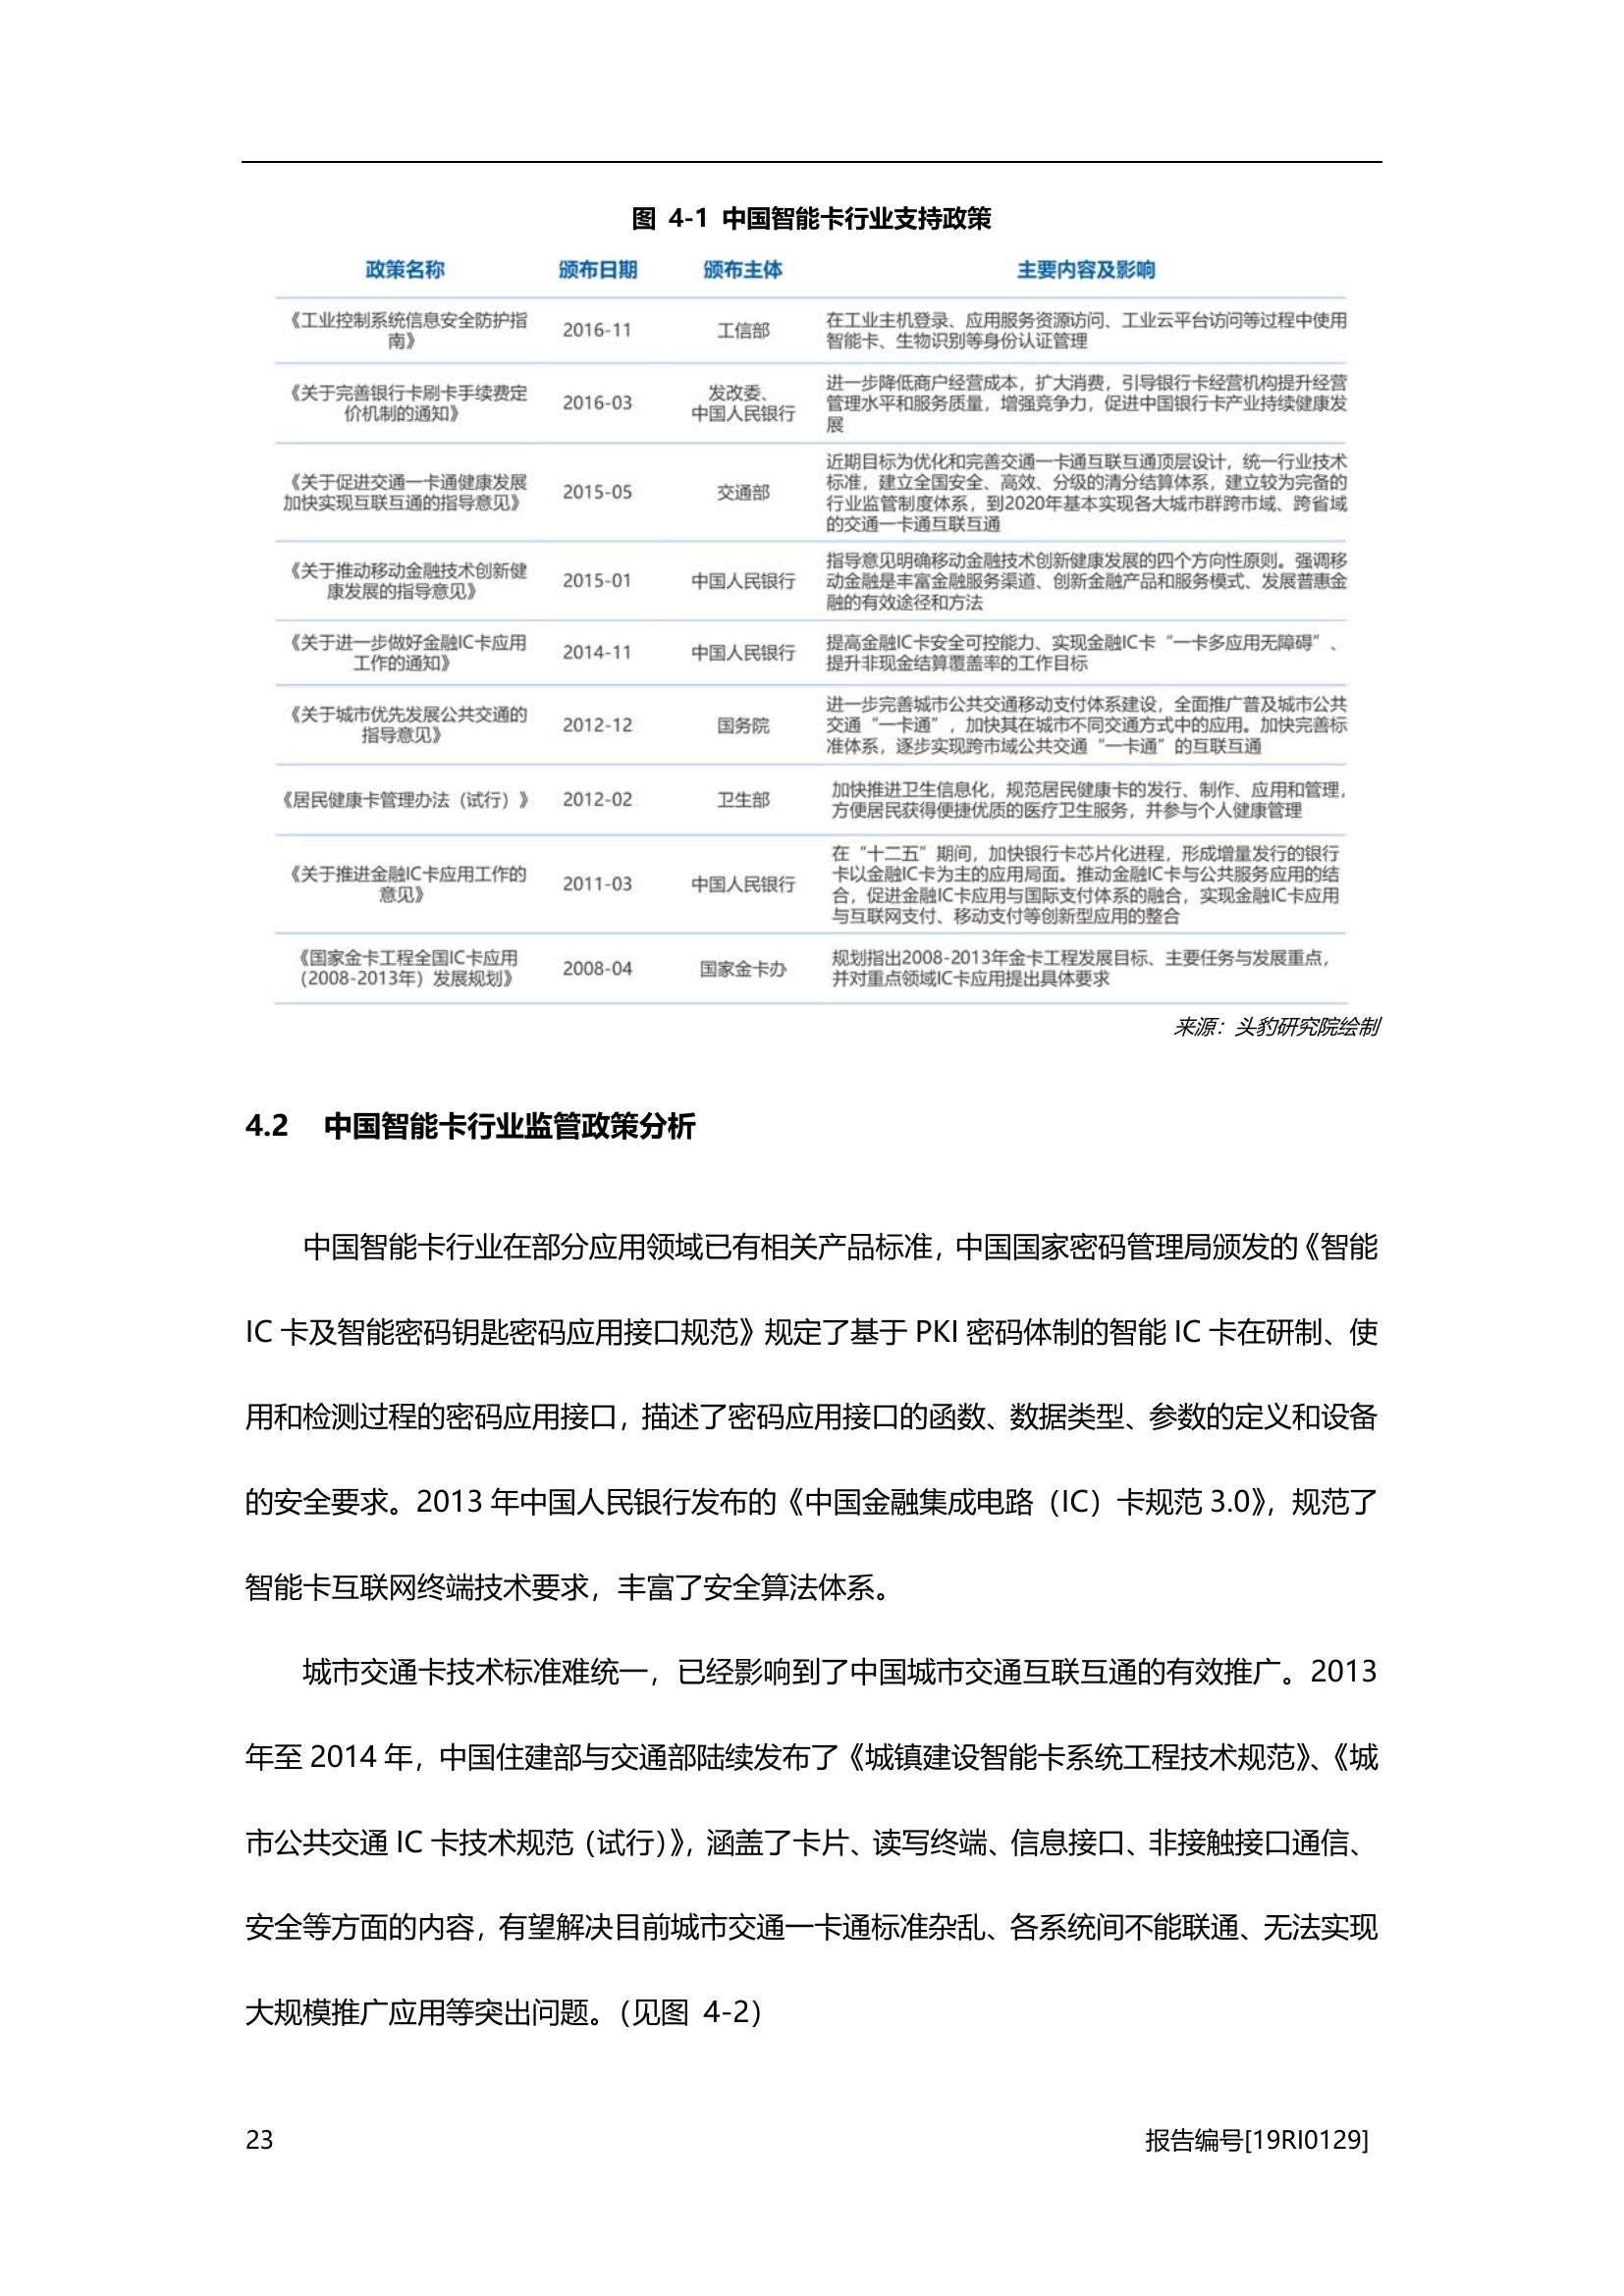 图 4-1 中国智能卡行业支持政策
政策名称 颁布日期 颁布主体 主要内容及影响
《工业控制系统信息安全防护指
南》
2016-11
工信部
在工业主机登录、应用服务资源访问、工业云平台访问等过程中使用
智能卡、生物识别等身份认证管理
《关于完善银行卡刷卡手续费定
价机制的通知》
2016-03
发改委、
中国人民银行
进一步降低商户经营成本，扩大消费，引导银行卡经营机构提升经营
管理水平和服务质量，增强竞争力，促进中国银行卡产业持续健康发
展
《关于促进交通一卡通健康发展
加快实现互联互通的指导意见》
2015-05
交通部
近期目标为优化和完善交通一卡通互联互通顶层设计，统一行业技术
标准，建立全国安全、高效、分级的清分结算体系，建立较为完备的
行业监管制度体系，到2020年基本实现各大城市群跨市域、跨省域
的交通一卡通互联互通
《关于推动移动金融技术创新健
康发展的指导意见》
2015-01
中国人民银行
指导意见明确移动金融技术创新健康发展的四个方向性原则。强调移
动金融是丰富金融服务渠道、创新金融产品和服务模式、发展普惠金
融的有效途径和方法
《关于进一步做好金融IC卡应用
工作的通知》
2014-11
中国人民银行
提高金融IC卡安全可控能力、实现金融IC卡“一卡多应用无障碍”、
提升非现金结算覆盖率的工作目标
《关于城市优先发展公共交通的
指导意见》
2012-12
国务院
进一步完善城市公共交通移动支付体系建设，全面推广普及城市公共
交通“一卡通”，加快其在城市不同交通方式中的应用。加快完善标
准体系，逐步实现跨市域公共交通“一卡通”的互联互通
《居民健康卡管理办法（试行）》
2012-02
卫生部
加快推进卫生信息化，规范居民健康卡的发行、制作、应用和管理，
方便居民获得便捷优质的医疗卫生服务，并参与个人健康管理
《关于推进金融IC卡应用工作的
意见》
2011-03
中国人民银行
在“十二五”期间，加快银行卡芯片化进程，形成增量发行的银行
卡以金融IC卡为主的应用局面。推动金融IC卡与公共服务应用的结
合，促进金融IC卡应用与国际支付体系的融合，实现金融IC卡应用
与互联网支付、移动支付等创新型应用的整合
《国家金卡工程全国IC卡应用
（2008-2013年）发展规划》
2008-04
国家金卡办
规划指出2008-2013年金卡工程发展目标、主要任务与发展重点，
并对重点领域IC卡应用提出具体要求
来源：头豹研究院绘制
4.2 中国智能卡行业监管政策分析
中国智能卡行业在部分应用领域已有相关产品标准，中国国家密码管理局颁发的《智能
IC 卡及智能密码钥匙密码应用接口规范》规定了基于 PKI 密码体制的智能 IC 卡在研制、使
用和检测过程的密码应用接口，描述了密码应用接口的函数、数据类型、参数的定义和设备
的安全要求。2013 年中国人民银行发布的《中国金融集成电路（IC）卡规范 3.0》，规范了
智能卡互联网终端技术要求，丰富了安全算法体系。
城市交通卡技术标准难统一，已经影响到了中国城市交通互联互通的有效推广。2013
年至 2014 年，中国住建部与交通部陆续发布了《城镇建设智能卡系统工程技术规范》、《城
市公共交通 IC 卡技术规范（试行）》，涵盖了卡片、读写终端、信息接口、非接触接口通信、
安全等方面的内容，有望解决目前城市交通一卡通标准杂乱、各系统间不能联通、无法实现
大规模推广应用等突出问题。（见图 4-2）
23 报告编号[19RI0129]